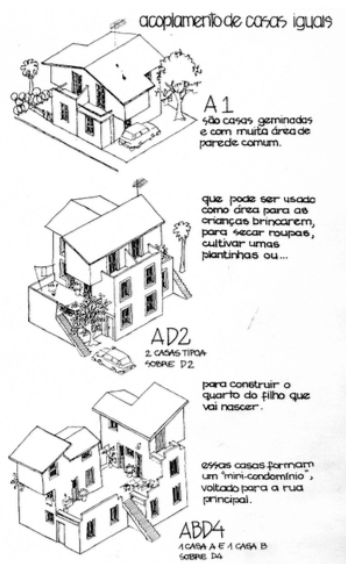 acoplamento de casas iguais
A1
são casas geminadas
e com muita área de
parede comum.
que pode ser usado
como área para as
crianças brincarem,
para secar roupas,
cultivar umas
plantinhas ou...
AD2
2 CASAS TIPO A
SOBRE D2
para construir o
quarto do filho que
vai nascer.
essas casas formam
um "mini-condomínio",
voltado para a rua
principal.
ABD4
1 CASA A E 1 CASA B
SOBRE D4